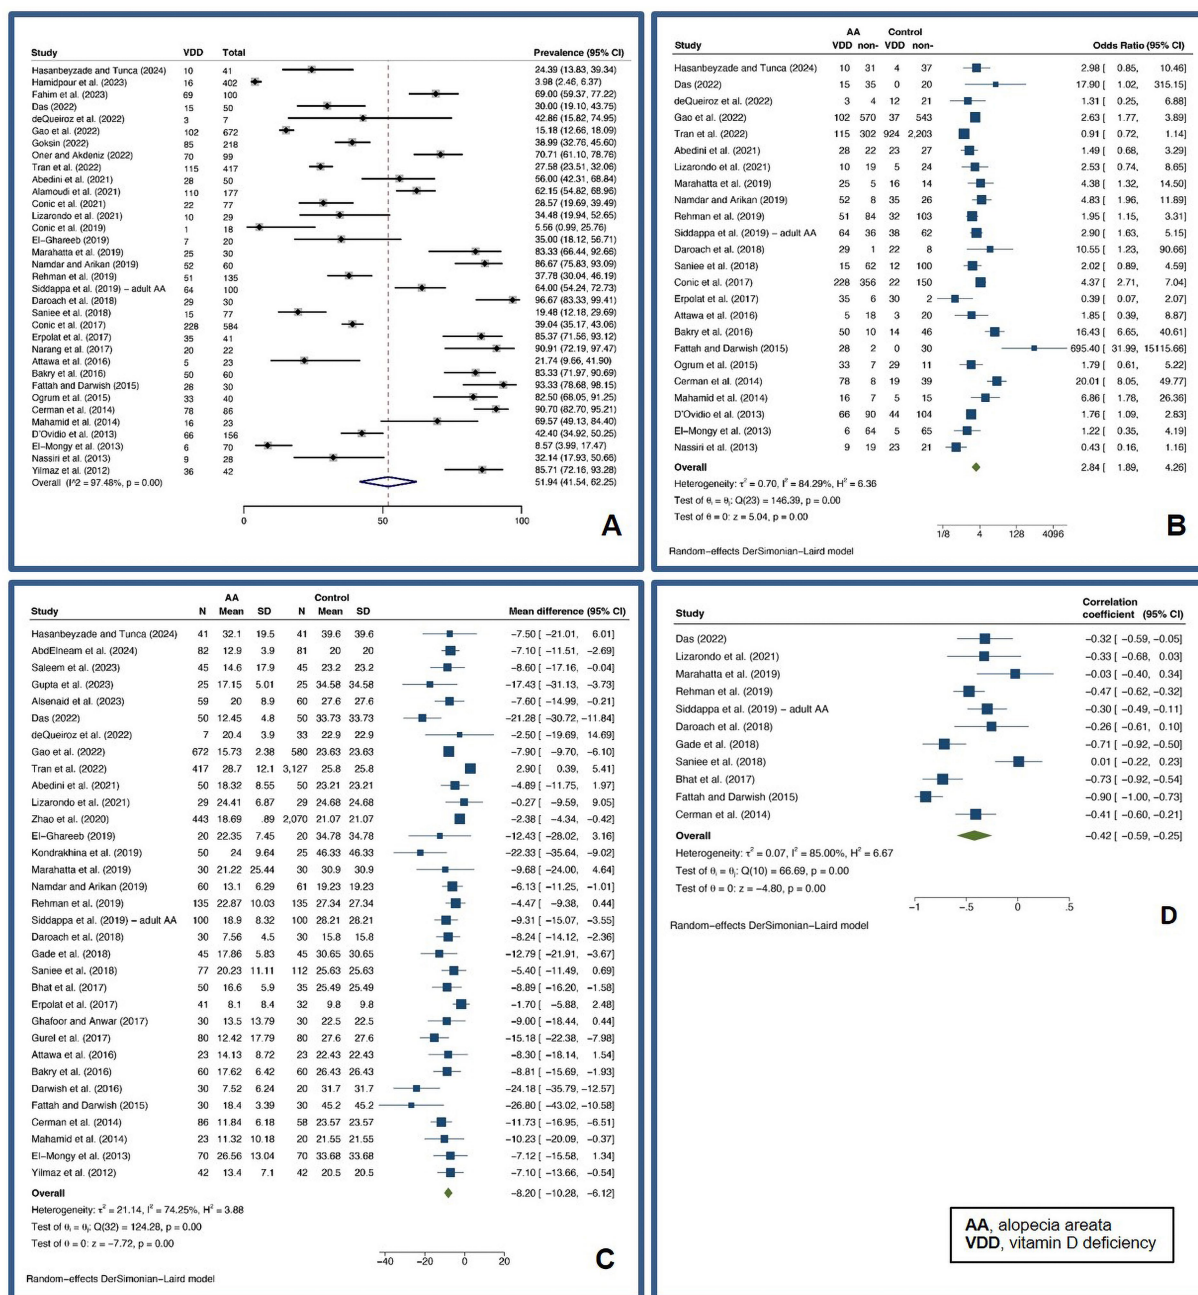 Study VDD Total Prevalence (95% CI)
Hasanbeyzade and Tunca (2024) 10 41 24.39 (13.83, 39.34)
Hamidpour et al. (2023) 16 402 3.98 (2.46, 6.37)
Fahim et al. (2023) 69 100 69.00 (59.37, 77.22)
Das (2022) 15 50 30.00 (19.10, 43.75)
deQueiroz et al. (2022) 3 7 42.86 (15.82, 74.95)
Gao et al. (2022) 102 672 15.18 (12.66, 18.09)
Goksin (2022) 85 218 38.99 (32.76, 45.60)
Oner and Akdeniz (2022) 70 99 70.71 (61.10, 78.76)
Tran et al. (2022) 115 417 27.58 (23.51, 32.06)
Abedini et al. (2021) 28 50 56.00 (42.31, 68.84)
Alamoudi et al. (2021) 110 177 62.15 (54.82, 68.96)
Conic et al. (2021) 22 77 28.57 (19.69, 39.49)
Lizarondo et al. (2021) 10 29 34.48 (19.94, 52.65)
Conic et al. (2019) 1 18 5.56 (0.99, 25.76)
El−Ghareeb (2019) 7 20 35.00 (18.12, 56.71)
Marahatta et al. (2019) 25 30 83.33 (66.44, 92.66)
Namdar and Arikan (2019) 52 60 86.67 (75.83, 93.09)
Rehman et al. (2019) 51 135 37.78 (30.04, 46.19)
Siddappa et al. (2019) − adult AA 64 100 64.00 (54.24, 72.73)
Daroach et al. (2018) 29 30 96.67 (83.33, 99.41)
Saniee et al. (2018) 15 77 19.48 (12.18, 29.69)
Conic et al. (2017) 228 584 39.04 (35.17, 43.06)
Erpolat et al. (2017) 35 41 85.37 (71.56, 93.12)
Narang et al. (2017) 20 22 90.91 (72.19, 97.47)
Attawa et al. (2016) 5 23 21.74 (9.66, 41.90)
Bakry et al. (2016) 50 60 83.33 (71.97, 90.69)
Fattah and Darwish (2015) 28 30 93.33 (78.68, 98.15)
Ogrum et al. (2015) 33 40 82.50 (68.05, 91.25)
Cerman et al. (2014) 78 86 90.70 (82.70, 95.21)
Mahamid et al. (2014) 16 23 69.57 (49.13, 84.40)
D'Ovidio et al. (2013) 66 156 42.40 (34.92, 50.25)
El−Mongy et al. (2013) 6 70 8.57 (3.99, 17.47)
Nassiri et al. (2013) 9 28 32.14 (17.93, 50.66)
Yilmaz et al. (2012) 36 42 85.71 (72.16, 93.28)
Overall (I^2 = 97.48%, p = 0.00) 51.94 (41.54, 62.25)
0 50 100
A
AA Control
Study VDD non− VDD non− Odds Ratio (95% CI)
Hasanbeyzade and Tunca (2024) 10 31 4 37 2.98 [ 0.85, 10.46]
Das (2022) 15 35 0 20 17.90 [ 1.02, 315.15]
deQueiroz et al. (2022) 3 4 12 21 1.31 [ 0.25, 6.88]
Gao et al. (2022) 102 570 37 543 2.63 [ 1.77, 3.89]
Tran et al. (2022) 115 302 924 2,203 0.91 [ 0.72, 1.14]
Abedini et al. (2021) 28 22 23 27 1.49 [ 0.68, 3.29]
Lizarondo et al. (2021) 10 19 5 24 2.53 [ 0.74, 8.65]
Marahatta et al. (2019) 25 5 16 14 4.38 [ 1.32, 14.50]
Namdar and Arikan (2019) 52 8 35 26 4.83 [ 1.96, 11.89]
Rehman et al. (2019) 51 84 32 103 1.95 [ 1.15, 3.31]
Siddappa et al. (2019) − adult AA 64 36 38 62 2.90 [ 1.63, 5.15]
Daroach et al. (2018) 29 1 22 8 10.55 [ 1.23, 90.66]
Saniee et al. (2018) 15 62 12 100 2.02 [ 0.89, 4.59]
Conic et al. (2017) 228 356 22 150 4.37 [ 2.71, 7.04]
Erpolat et al. (2017) 35 6 30 2 0.39 [ 0.07, 2.07]
Attawa et al. (2016) 5 18 3 20 1.85 [ 0.39, 8.87]
Bakry et al. (2016) 50 10 14 46 16.43 [ 6.65, 40.61]
Fattah and Darwish (2015) 28 2 0 30 695.40 [ 31.99, 15115.66]
Ogrum et al. (2015) 33 7 29 11 1.79 [ 0.61, 5.22]
Cerman et al. (2014) 78 8 19 39 20.01 [ 8.05, 49.77]
Mahamid et al. (2014) 16 7 5 15 6.86 [ 1.78, 26.36]
D'Ovidio et al. (2013) 66 90 44 104 1.76 [ 1.09, 2.83]
El−Mongy et al. (2013) 6 64 5 65 1.22 [ 0.35, 4.19]
Nassiri et al. (2013) 9 19 23 21 0.43 [ 0.16, 1.16]
Overall 2.84 [ 1.89, 4.26]
Heterogeneity: τ² = 0.70, I² = 84.29%, H² = 6.36
Test of θᵢ = θⱼ: Q(23) = 146.39, p = 0.00
Test of θ = 0: z = 5.04, p = 0.00
1/8 4 128 4096
Random−effects DerSimonian−Laird model
B
AA Control
Study N Mean SD N Mean SD Mean difference (95% CI)
Hasanbeyzade and Tunca (2024) 41 32.1 19.5 41 39.6 39.6 −7.50 [ −21.01, 6.01]
AbdElneam et al. (2024) 82 12.9 3.9 81 20 20 −7.10 [ −11.51, −2.69]
Saleem et al. (2023) 45 14.6 17.9 45 23.2 23.2 −8.60 [ −17.16, −0.04]
Gupta et al. (2023) 25 17.15 5.01 25 34.58 34.58 −17.43 [ −31.13, −3.73]
Alsenaid et al. (2023) 59 20 8.9 60 27.6 27.6 −7.60 [ −14.99, −0.21]
Das (2022) 50 12.45 4.8 50 33.73 33.73 −21.28 [ −30.72, −11.84]
deQueiroz et al. (2022) 7 20.4 3.9 33 22.9 22.9 −2.50 [ −19.69, 14.69]
Gao et al. (2022) 672 15.73 2.38 580 23.63 23.63 −7.90 [ −9.70, −6.10]
Tran et al. (2022) 417 28.7 12.1 3,127 25.8 25.8 2.90 [ 0.39, 5.41]
Abedini et al. (2021) 50 18.32 8.55 50 23.21 23.21 −4.89 [ −11.75, 1.97]
Lizarondo et al. (2021) 29 24.41 6.87 29 24.68 24.68 −0.27 [ −9.59, 9.05]
Zhao et al. (2020) 443 18.69 .89 2,070 21.07 21.07 −2.38 [ −4.34, −0.42]
El−Ghareeb (2019) 20 22.35 7.45 20 34.78 34.78 −12.43 [ −28.02, 3.16]
Kondrakhina et al. (2019) 50 24 9.64 25 46.33 46.33 −22.33 [ −35.64, −9.02]
Marahatta et al. (2019) 30 21.22 25.44 30 30.9 30.9 −9.68 [ −24.00, 4.64]
Namdar and Arikan (2019) 60 13.1 6.29 61 19.23 19.23 −6.13 [ −11.25, −1.01]
Rehman et al. (2019) 135 22.87 10.03 135 27.34 27.34 −4.47 [ −9.38, 0.44]
Siddappa et al. (2019) − adult AA 100 18.9 8.32 100 28.21 28.21 −9.31 [ −15.07, −3.55]
Daroach et al. (2018) 30 7.56 4.5 30 15.8 15.8 −8.24 [ −14.12, −2.36]
Gade et al. (2018) 45 17.86 5.83 45 30.65 30.65 −12.79 [ −21.91, −3.67]
Saniee et al. (2018) 77 20.23 11.11 112 25.63 25.63 −5.40 [ −11.49, 0.69]
Bhat et al. (2017) 50 16.6 5.9 35 25.49 25.49 −8.89 [ −16.20, −1.58]
Erpolat et al. (2017) 41 8.1 8.4 32 9.8 9.8 −1.70 [ −5.88, 2.48]
Ghafoor and Anwar (2017) 30 13.5 13.79 30 22.5 22.5 −9.00 [ −18.44, 0.44]
Gurel et al. (2017) 80 12.42 17.79 80 27.6 27.6 −15.18 [ −22.38, −7.98]
Attawa et al. (2016) 23 14.13 8.72 23 22.43 22.43 −8.30 [ −18.14, 1.54]
Bakry et al. (2016) 60 17.62 6.42 60 26.43 26.43 −8.81 [ −15.69, −1.93]
Darwish et al. (2016) 30 7.52 6.24 20 31.7 31.7 −24.18 [ −35.79, −12.57]
Fattah and Darwish (2015) 30 18.4 3.39 30 45.2 45.2 −26.80 [ −43.02, −10.58]
Cerman et al. (2014) 86 11.84 6.18 58 23.57 23.57 −11.73 [ −16.95, −6.51]
Mahamid et al. (2014) 23 11.32 10.18 20 21.55 21.55 −10.23 [ −20.09, −0.37]
El−Mongy et al. (2013) 70 26.56 13.04 70 33.68 33.68 −7.12 [ −15.58, 1.34]
Yilmaz et al. (2012) 42 13.4 7.1 42 20.5 20.5 −7.10 [ −13.66, −0.54]
Overall −8.20 [ −10.28, −6.12]
Heterogeneity: τ² = 21.14, I² = 74.25%, H² = 3.88
Test of θᵢ = θⱼ: Q(32) = 124.28, p = 0.00
Test of θ = 0: z = −7.72, p = 0.00
−40 −20 0 20
Random−effects DerSimonian−Laird model
C
Correlation
Study coefficient (95% CI)
Das (2022) −0.32 [ −0.59, −0.05]
Lizarondo et al. (2021) −0.33 [ −0.68, 0.03]
Marahatta et al. (2019) −0.03 [ −0.40, 0.34]
Rehman et al. (2019) −0.47 [ −0.62, −0.32]
Siddappa et al. (2019) − adult AA −0.30 [ −0.49, −0.11]
Daroach et al. (2018) −0.26 [ −0.61, 0.10]
Gade et al. (2018) −0.71 [ −0.92, −0.50]
Saniee et al. (2018) 0.01 [ −0.22, 0.23]
Bhat et al. (2017) −0.73 [ −0.92, −0.54]
Fattah and Darwish (2015) −0.90 [ −1.00, −0.73]
Cerman et al. (2014) −0.41 [ −0.60, −0.21]
Overall −0.42 [ −0.59, −0.25]
Heterogeneity: τ² = 0.07, I² = 85.00%, H² = 6.67
Test of θᵢ = θⱼ: Q(10) = 66.69, p = 0.00
Test of θ = 0: z = −4.80, p = 0.00
−1 −.5 0 .5
Random−effects DerSimonian−Laird model
D
AA, alopecia areata
VDD, vitamin D deficiency